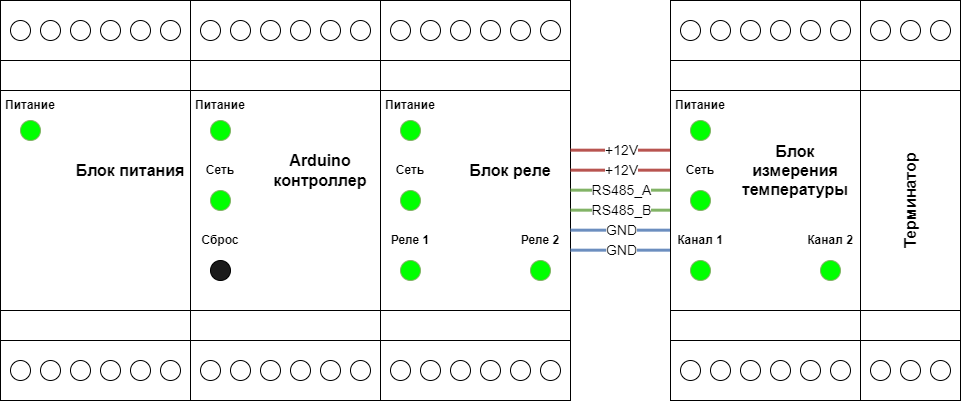 Питание
Блок питания
Питание
Сеть
Сброс
Arduino
контроллер
Питание
Сеть
Реле 1
Реле 2
Блок реле
+12V
+12V
RS485_A
RS485_B
GND
GND
Питание
Сеть
Канал 1
Канал 2
Блок
измерения
температуры
Терминатор